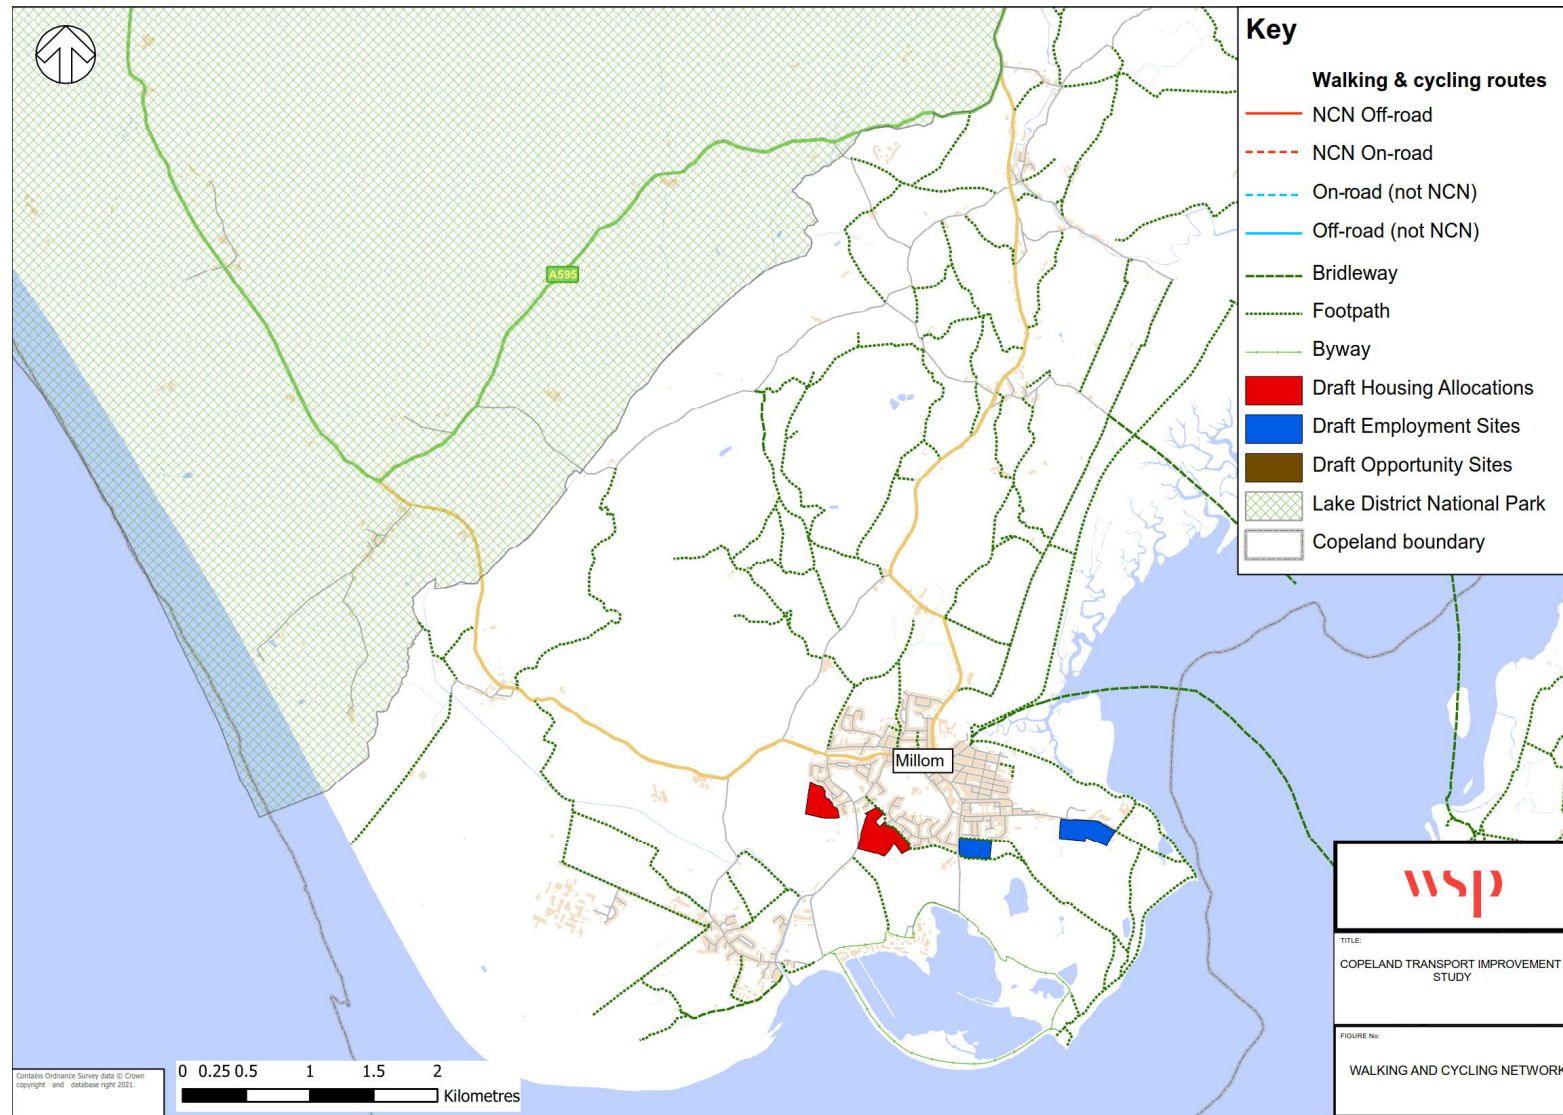 Key
Walking & cycling routes
NCN Off-road
NCN On-road
On-road (not NCN)
Off-road (not NCN)
Bridleway
Footpath
Byway
Draft Housing Allocations
Draft Employment Sites
Draft Opportunity Sites
Lake District National Park
Copeland boundary
A595
Millom
wsp
TITLE:
COPELAND TRANSPORT IMPROVEMENT
STUDY
FIGURE No:
WALKING AND CYCLING NETWORK
Contains Ordnance Survey data © Crown
copyright and database right 2021.
0 0.25 0.5 1 1.5 2
Kilometres